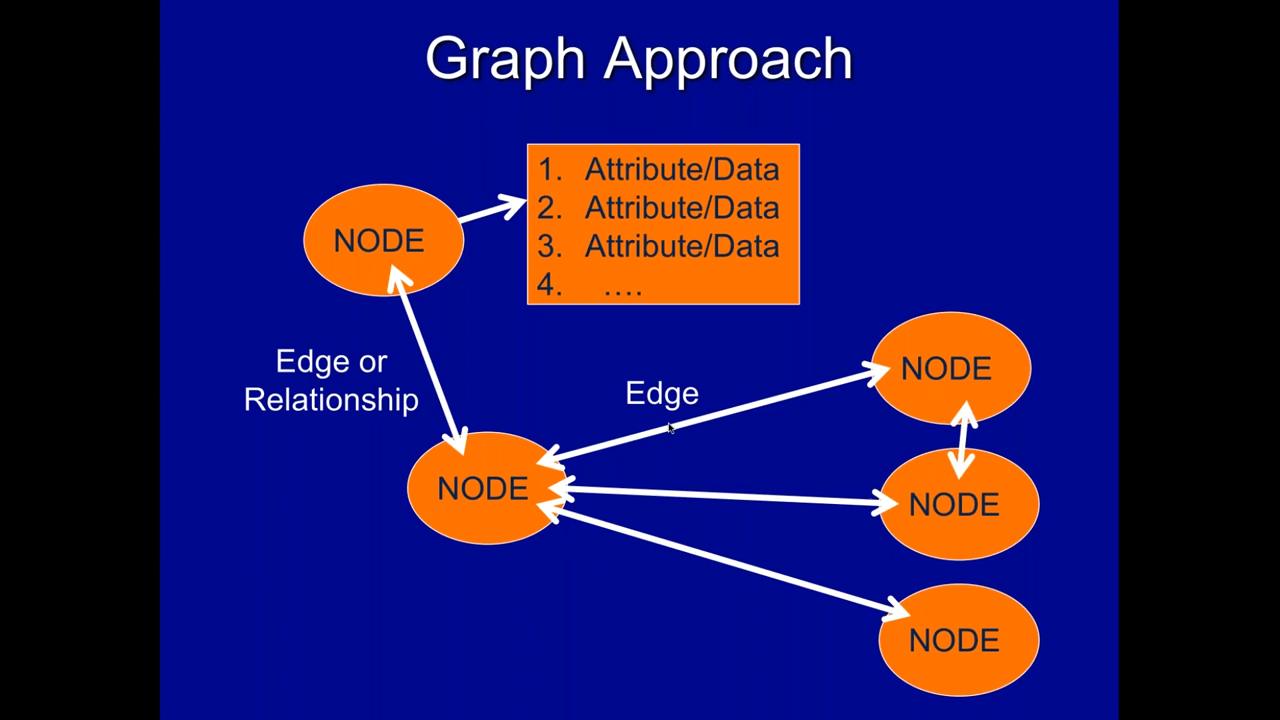 Graph Approach
NODE
1. Attribute/Data
2. Attribute/Data
3. Attribute/Data
4. ....
Edge or
Relationship
Edge
NODE
NODE
NODE
NODE